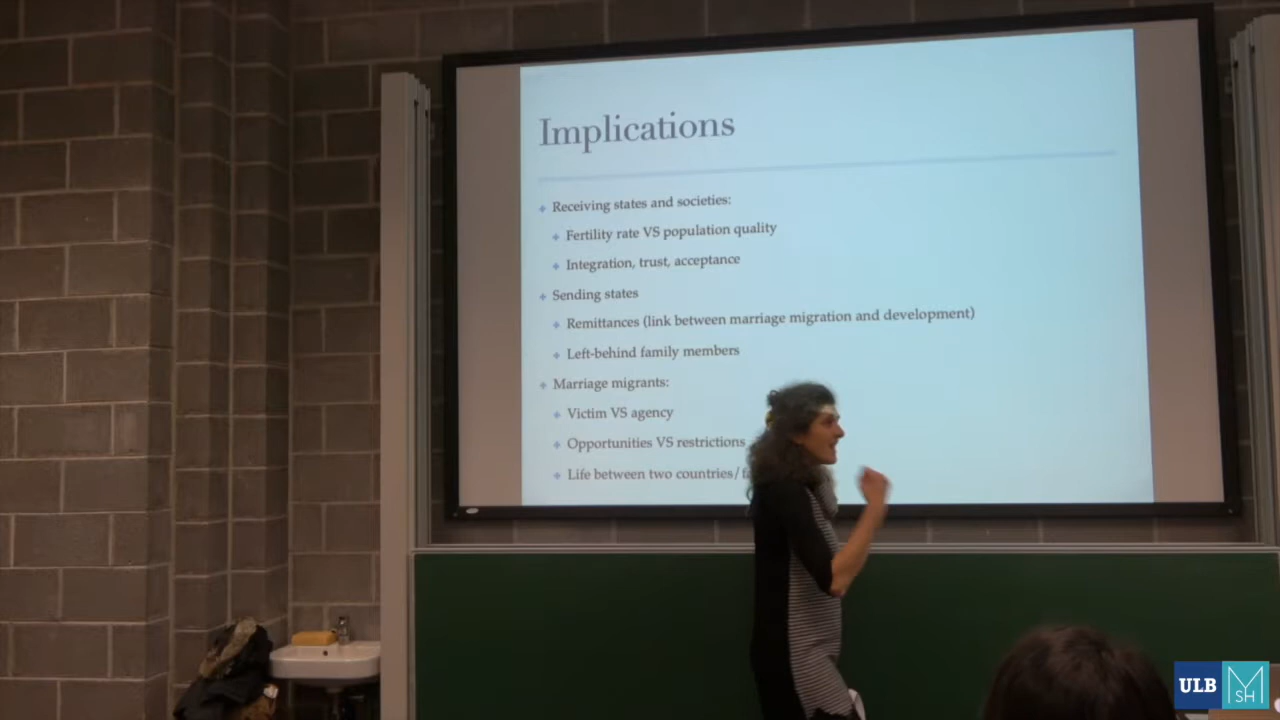 Implications
Receiving states and societies:
Fertility rate VS population quality
Integration, trust, acceptance
Sending states
Remittances (link between marriage migration and development)
Left-behind family members
Marriage migrants:
Victim VS agency
Opportunities VS restrictions
Life between two countries/
ULB
MSH